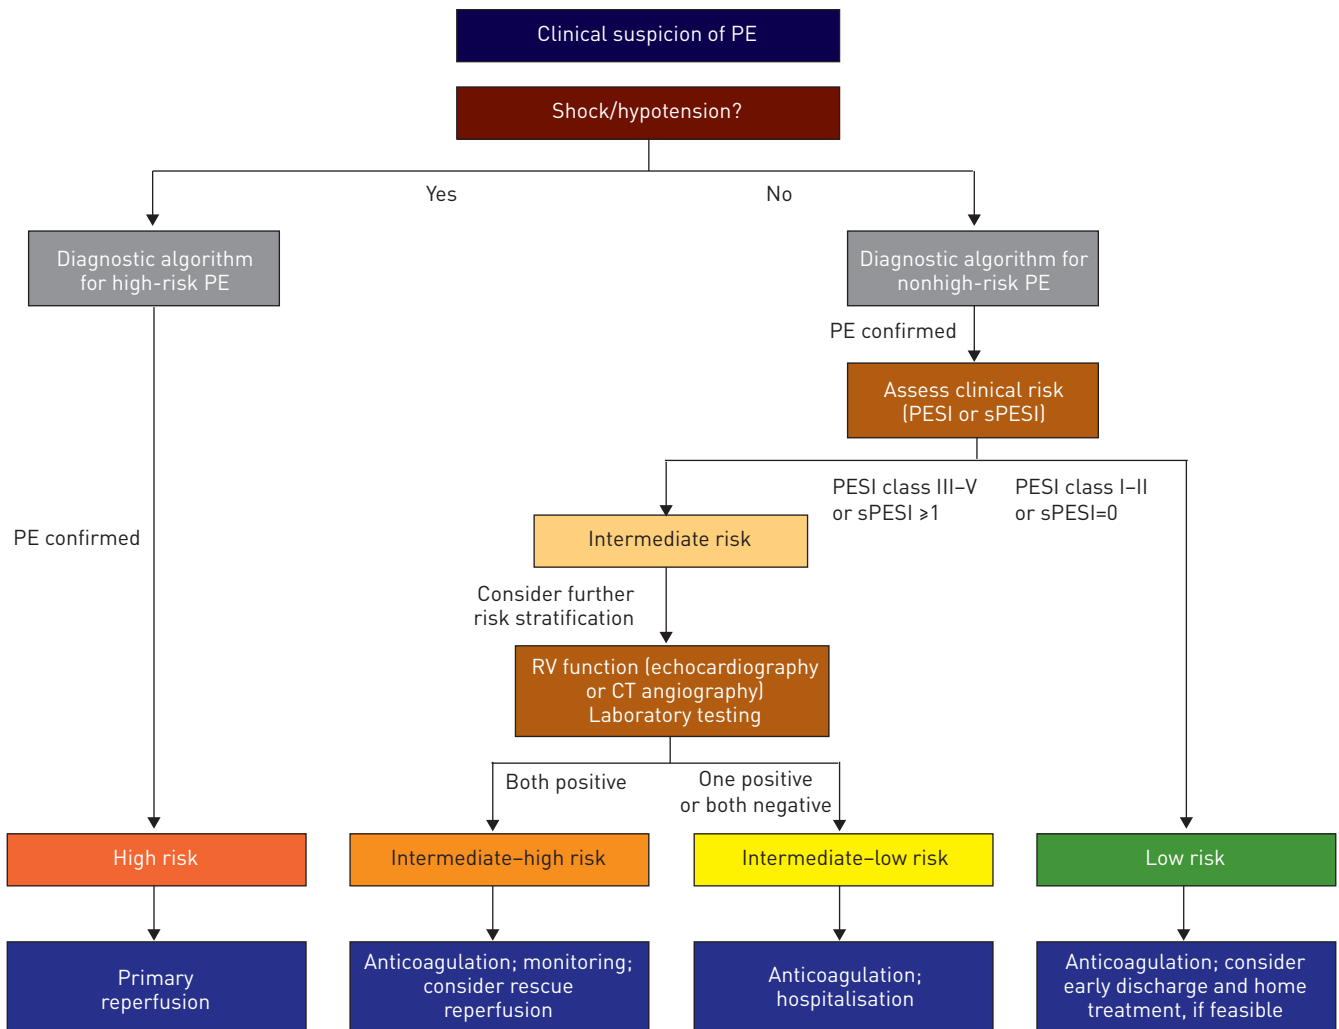 Clinical suspicion of PE
Shock/hypotension?
Yes
No
Diagnostic algorithm
for high-risk PE
Diagnostic algorithm for
nonhigh-risk PE
PE confirmed
Assess clinical risk
(PESI or sPESI)
PESI class III–V
or sPESI ≥1
PESI class I–II
or sPESI=0
PE confirmed
Intermediate risk
Consider further
risk stratification
RV function (echocardiography
or CT angiography)
Laboratory testing
Both positive
One positive
or both negative
High risk
Intermediate–high risk
Intermediate–low risk
Low risk
Primary
reperfusion
Anticoagulation; monitoring;
consider rescue
reperfusion
Anticoagulation;
hospitalisation
Anticoagulation; consider
early discharge and home
treatment, if feasible